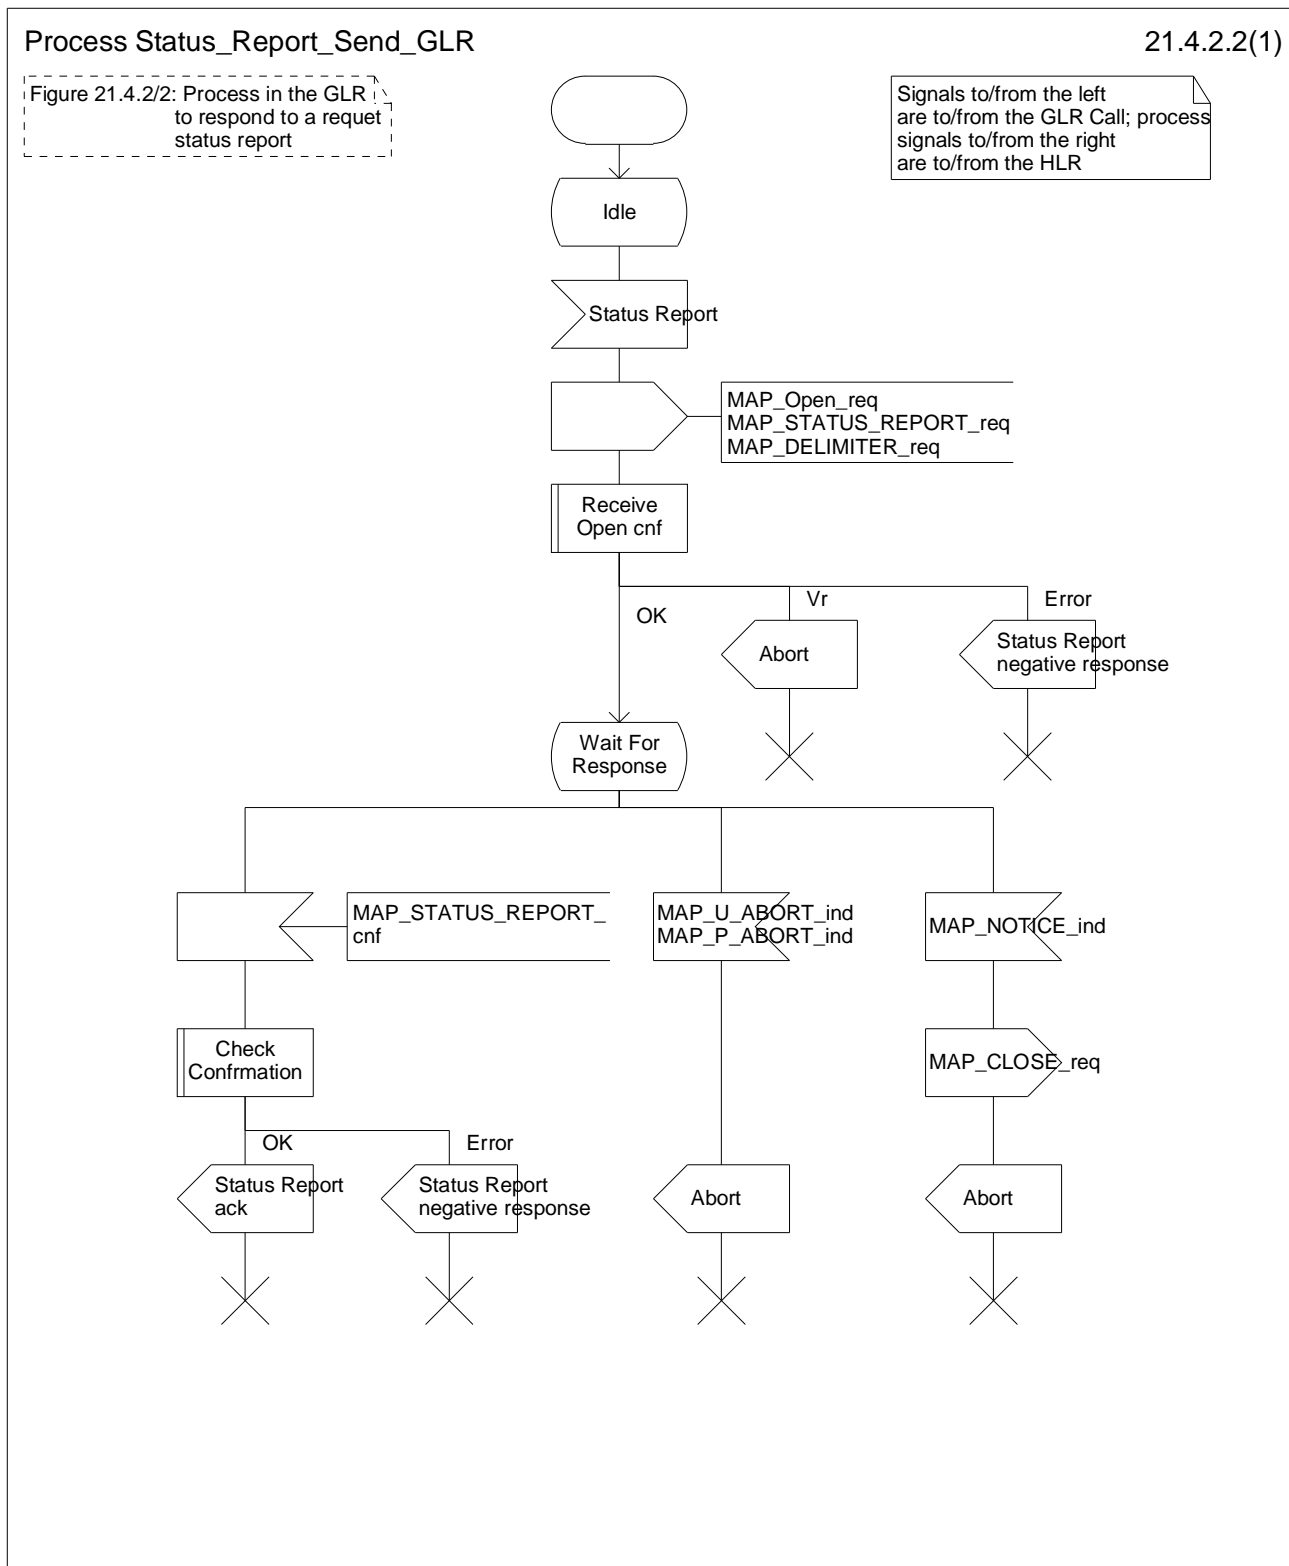 Process Status_Report_Send_GLR
21.4.2.2(1)
Figure 21.4.2/2: Process in the GLR
to respond to a requet
status report
Signals to/from the left
are to/from the GLR Call; process
signals to/from the right
are to/from the HLR
Idle
Status Report
MAP_Open_req
MAP_STATUS_REPORT_req
MAP_DELIMITER_req
Receive
Open cnf
OK
Vr
Error
Abort
Status Report
negative response
Wait For
Response
MAP_STATUS_REPORT_
cnf
MAP_U_ABORT_ind
MAP_P_ABORT_ind
MAP_NOTICE_ind
Check
Confrmation
MAP_CLOSE_req
OK
Error
Status Report
ack
Status Report
negative response
Abort
Abort